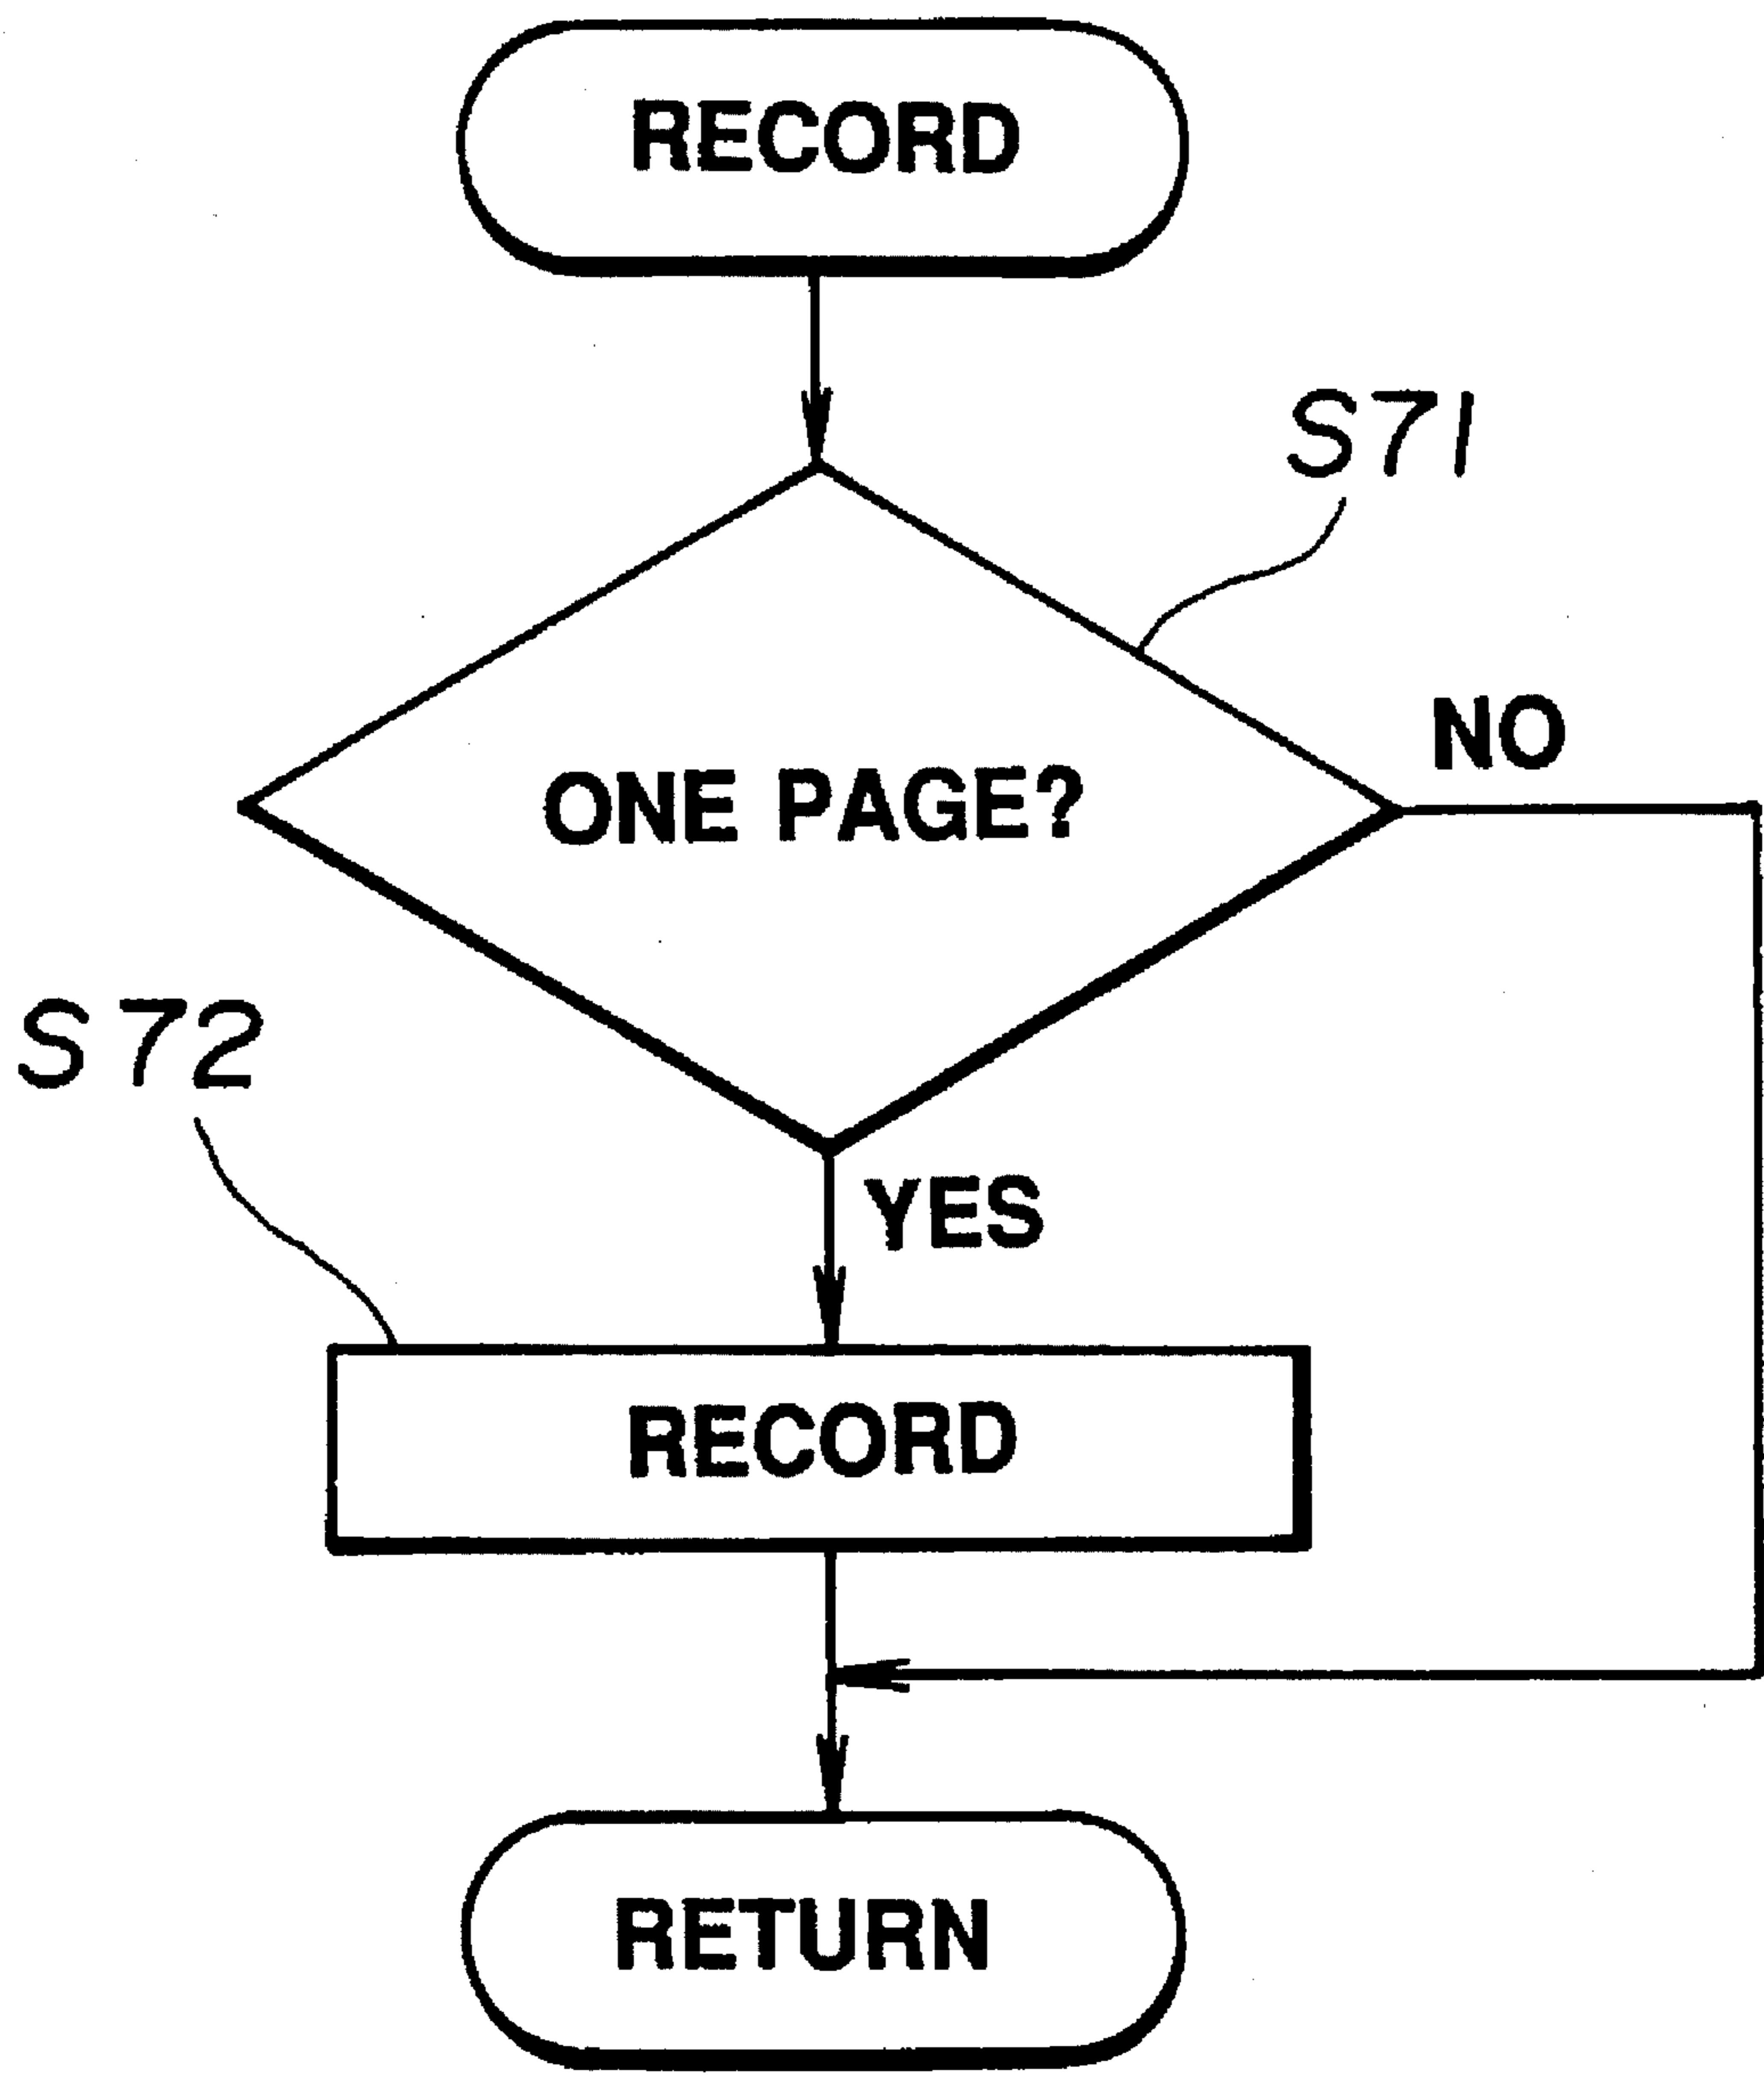 RECORD
S71
NO
ONE PAGE?
S72
YES
RECORD
RETURN